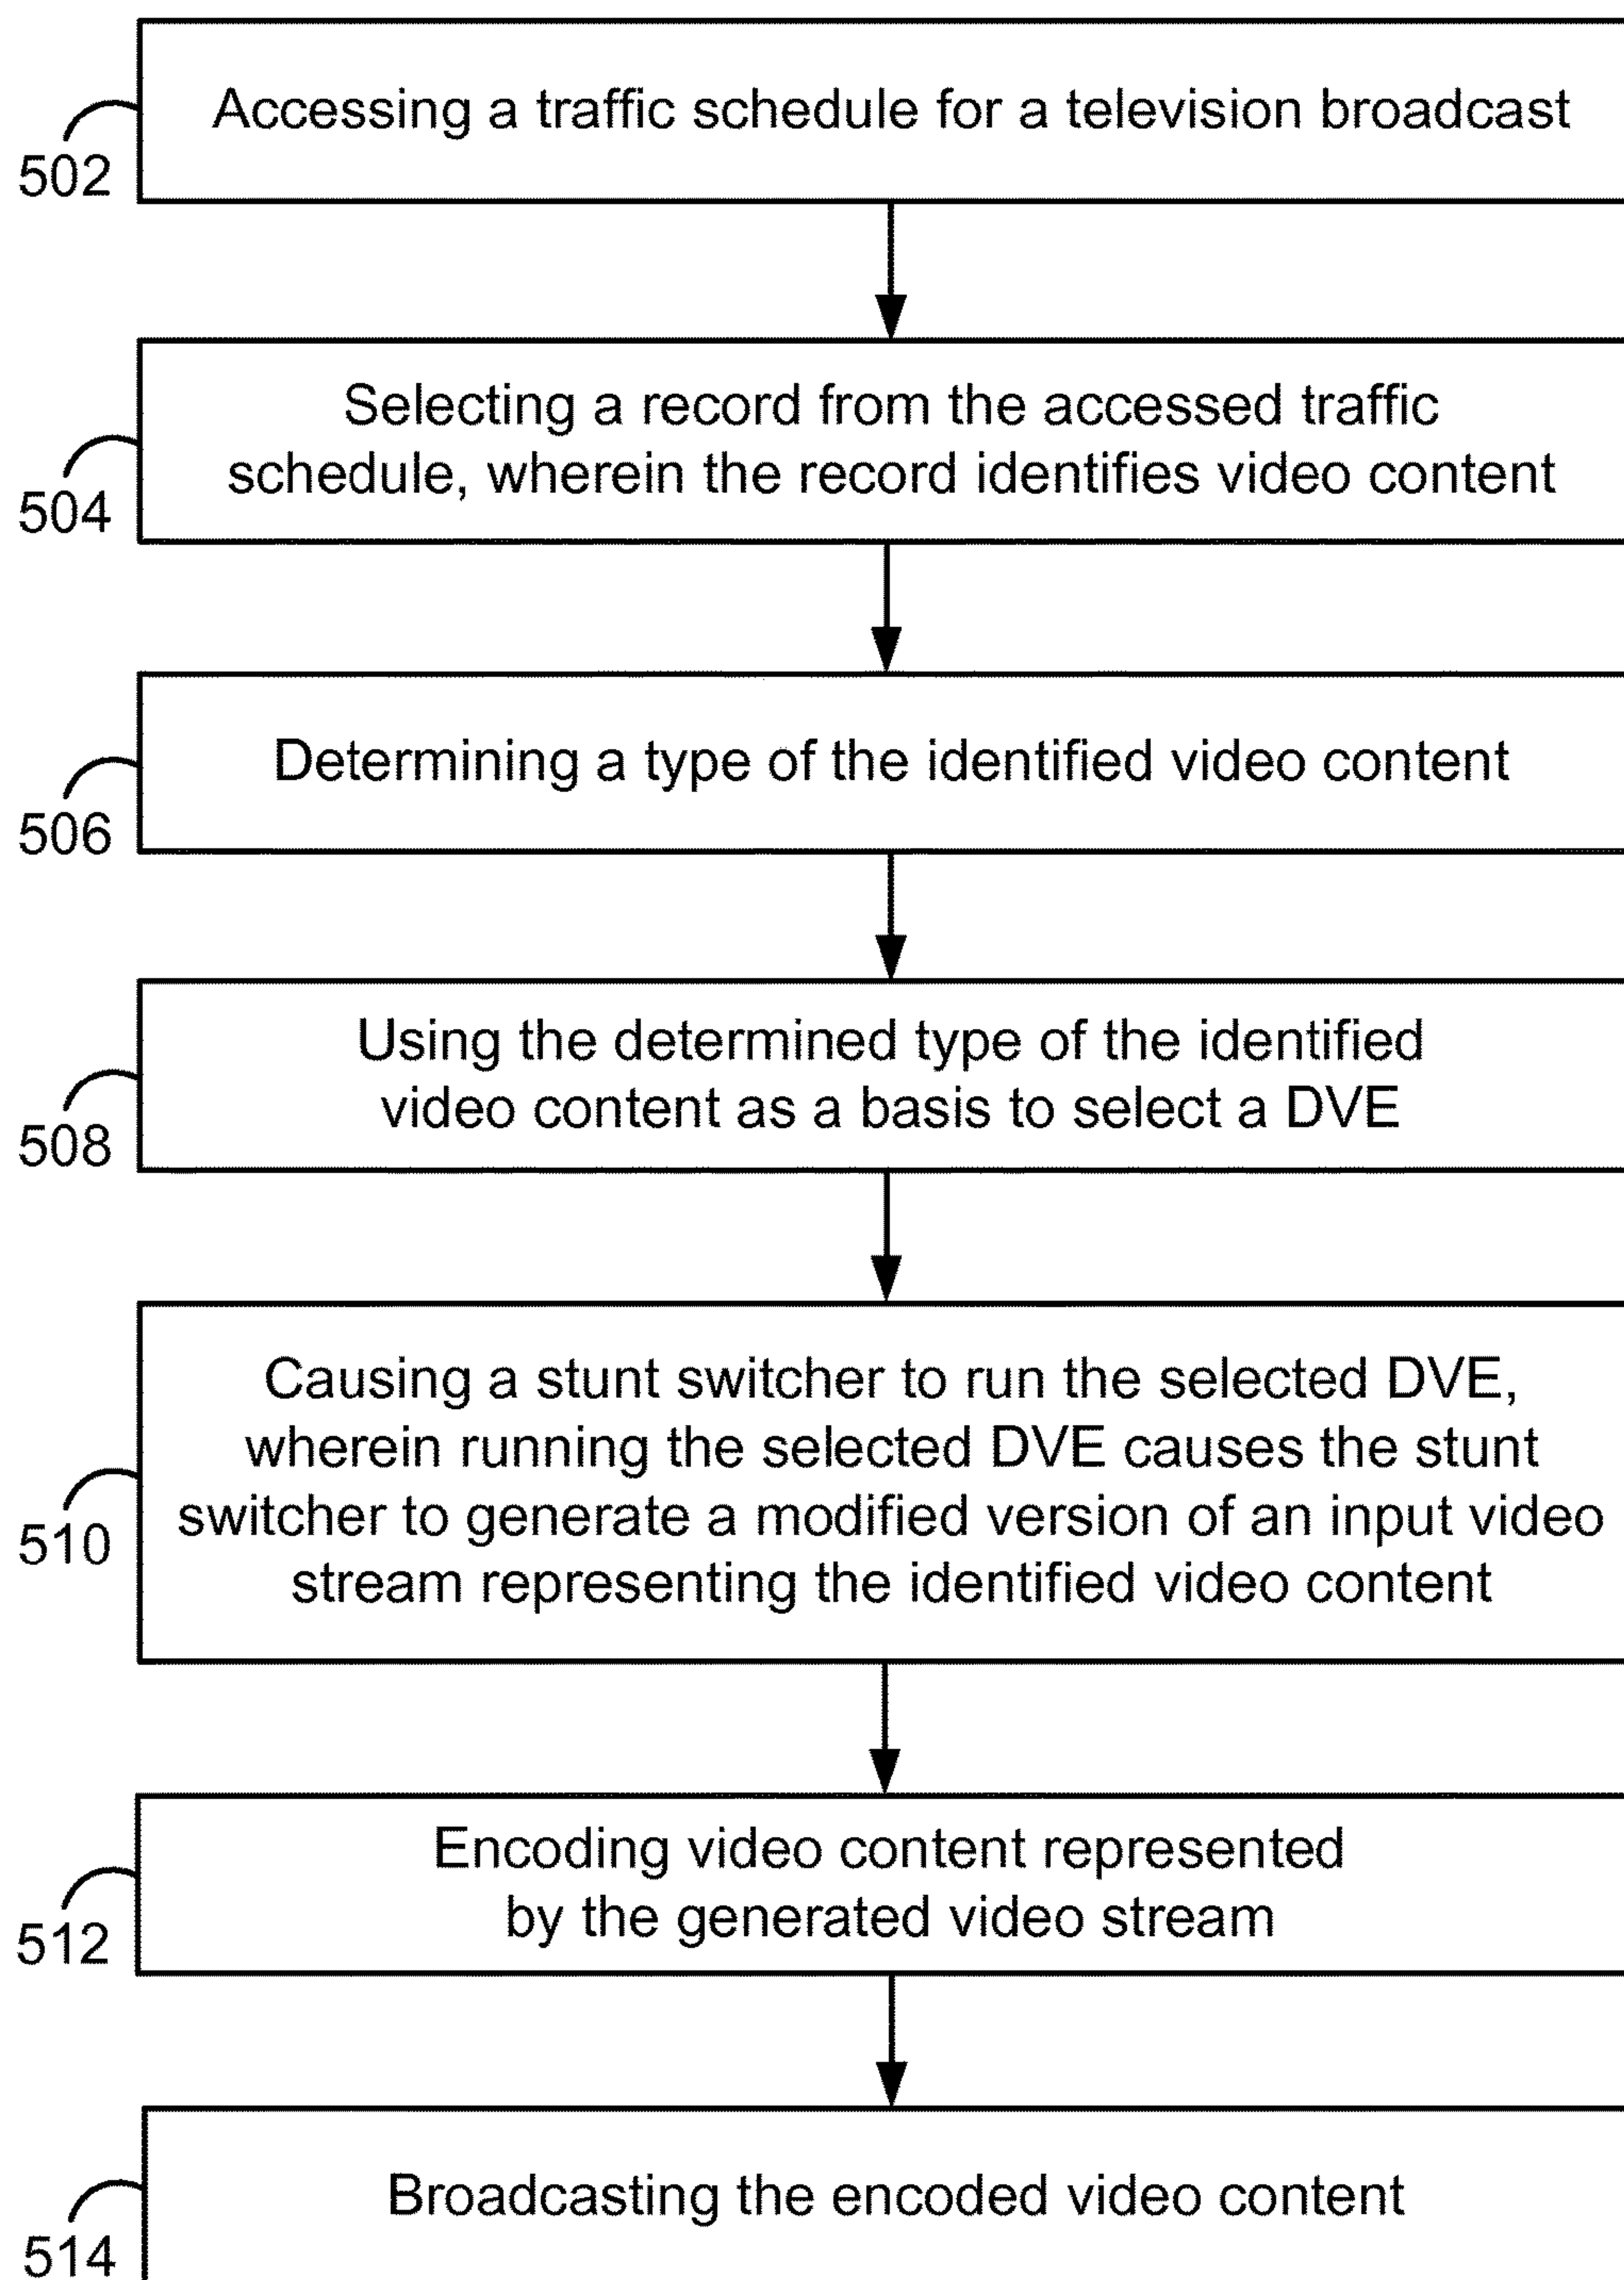 Accessing a traffic schedule for a television broadcast
502
Selecting a record from the accessed traffic
schedule, wherein the record identifies video content
504
Determining a type of the identified video content
506
Using the determined type of the identified
video content as a basis to select a DVE
508
Causing a stunt switcher to run the selected DVE,
wherein running the selected DVE causes the stunt
switcher to generate a modified version of an input video
stream representing the identified video content
510
Encoding video content represented
by the generated video stream
512
Broadcasting the encoded video content
514